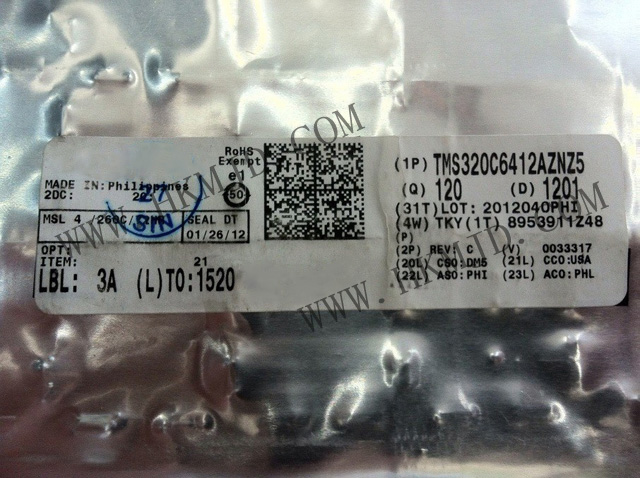 RoHS
Exempt
e1
50
MADE IN: Philippines
2DC:
MSL 4 /260C/
SEAL DT
01/26/12
OPT:
ITEM: 21
LBL: 3A (L)TO:1520
(1P) TMS320C6412AZNZ5
(Q) 120 (D) 1201
(31T)LOT: 2012040PHI
(4W) TKY(1T) 8953911Z48
(P)
(2P) REV: C (V) 0033317
(20L) CSO:DM5 (21L) CCO:USA
(22L) ASO:PHI (23L) ACO:PHL
WWW.HKMTD.COM
WWW.HKMTD.COM